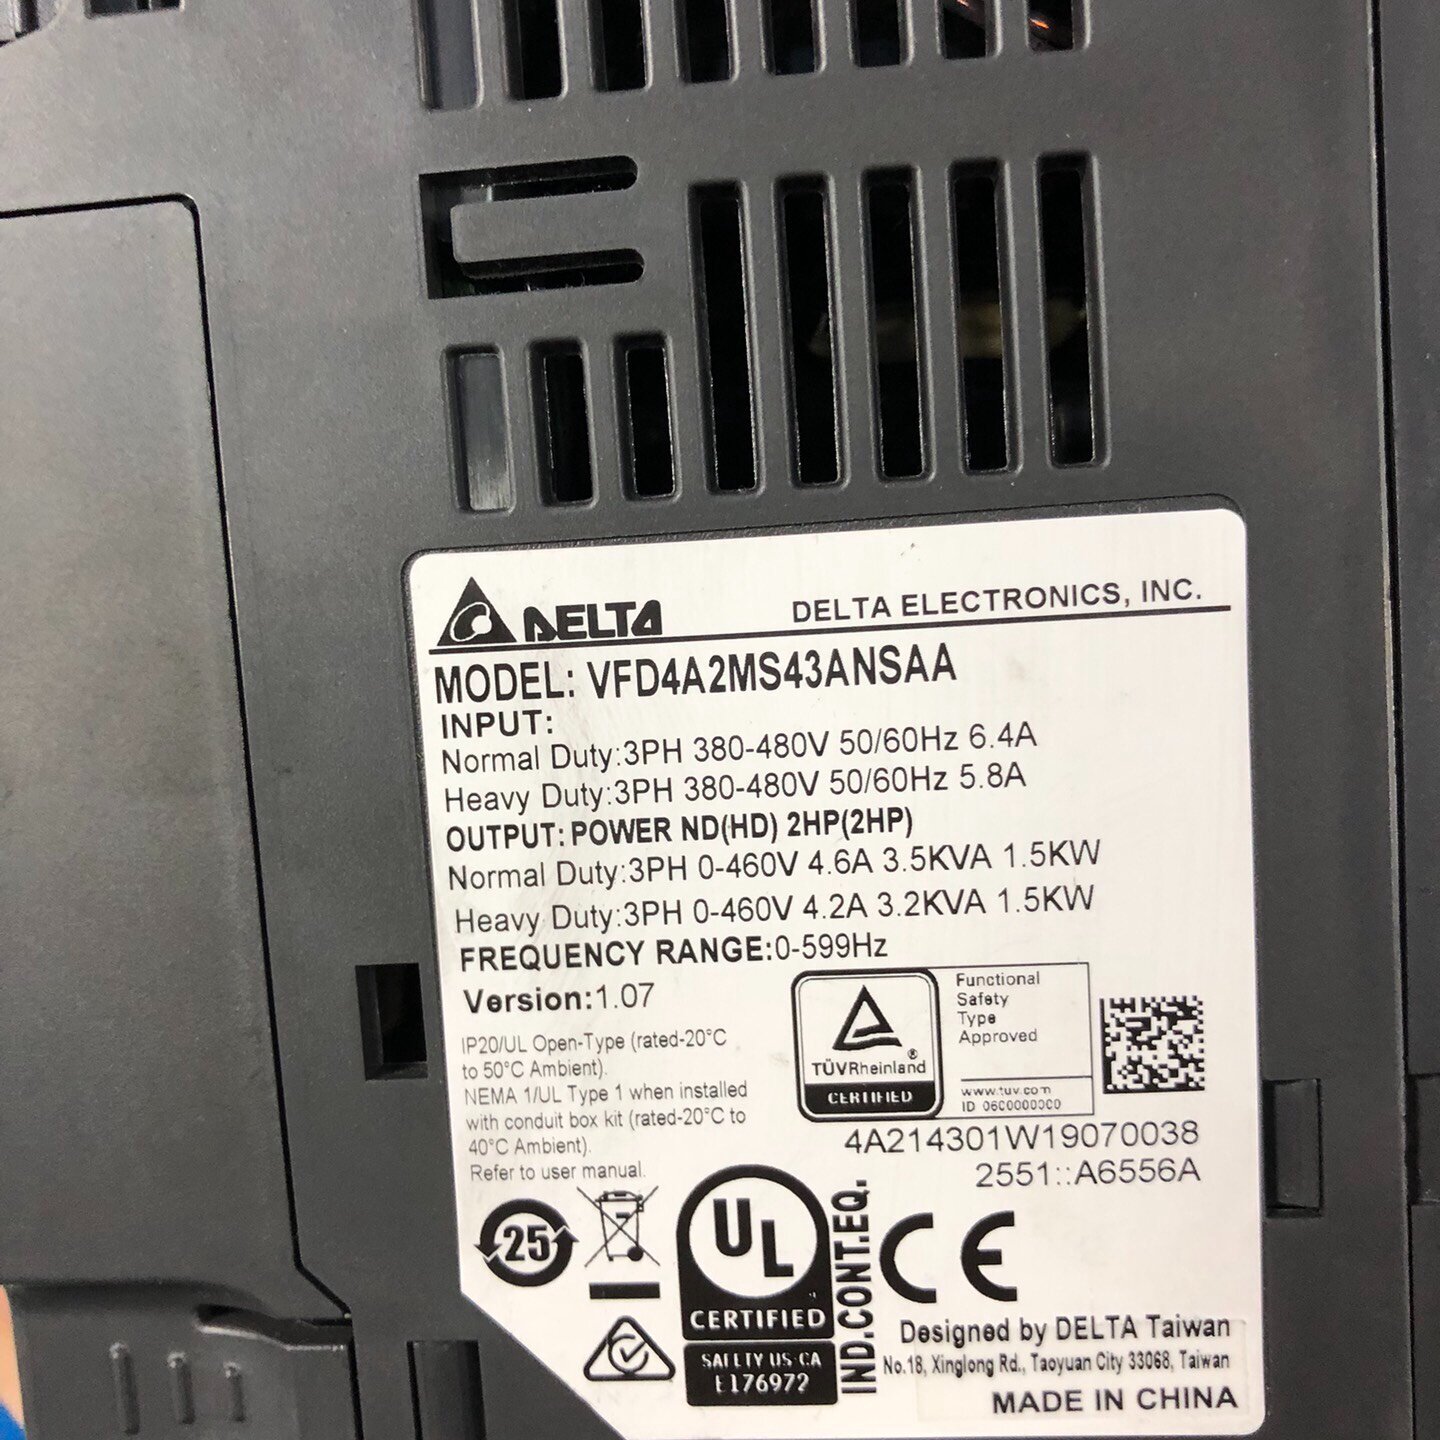 DELTA DELTA ELECTRONICS, INC.
MODEL: VFD4A2MS43ANSAA
INPUT:
Normal Duty:3PH 380-480V 50/60Hz 6.4A
Heavy Duty:3PH 380-480V 50/60Hz 5.8A
OUTPUT: POWER ND(HD) 2HP(2HP)
Normal Duty:3PH 0-460V 4.6A 3.5KVA 1.5KW
Heavy Duty:3PH 0-460V 4.2A 3.2KVA 1.5KW
FREQUENCY RANGE:0-599Hz
Version:1.07
IP20/UL Open-Type (rated-20°C
to 50°C Ambient).
NEMA 1/UL Type 1 when installed
with conduit box kit (rated-20°C to
40°C Ambient).
Refer to user manual.
TÜVRheinland®
CERTIFIED
Functional
Safety
Type
Approved
www.tuv.com
ID 0600000000
4A214301W19070038
2551::A6556A
25
UL
CERTIFIED
SAFETY US-CA
E176972
IND.CONT.EQ.
CE
Designed by DELTA Taiwan
No.18, Xinglong Rd., Taoyuan City 33068, Taiwan
MADE IN CHINA